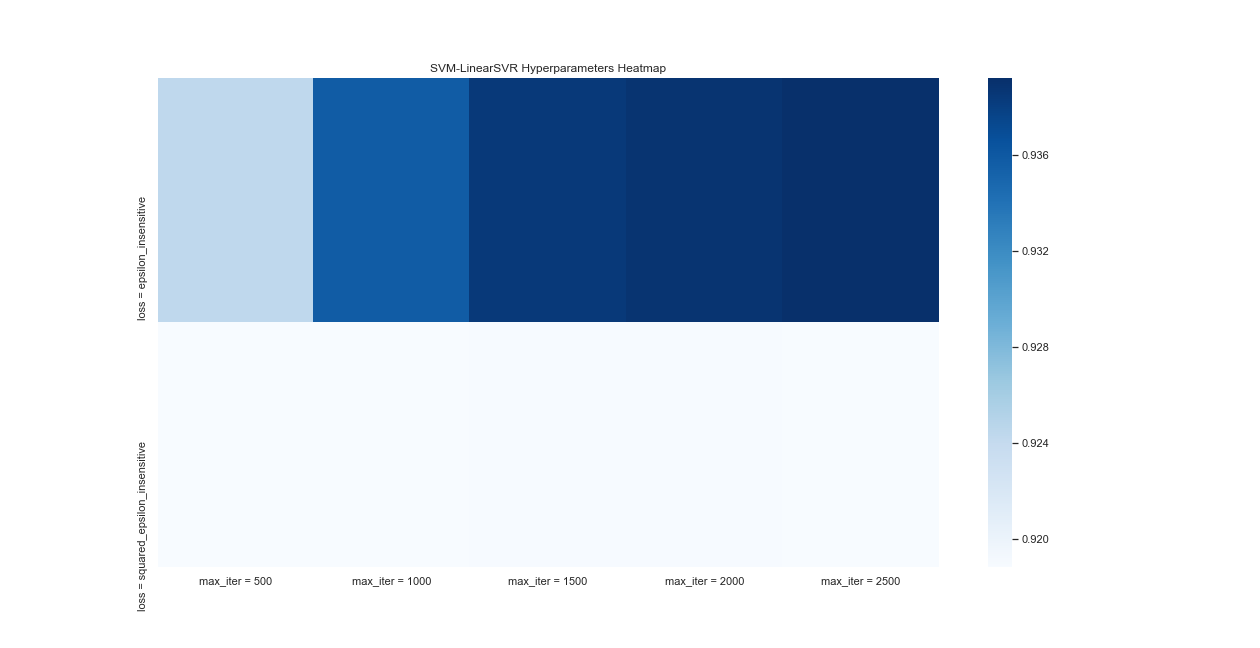 SVM-LinearSVR Hyperparameters Heatmap
loss = epsilon_insensitive
loss = squared_epsilon_insensitive
max_iter = 500
max_iter = 1000
max_iter = 1500
max_iter = 2000
max_iter = 2500
0.936
0.932
0.928
0.924
0.920